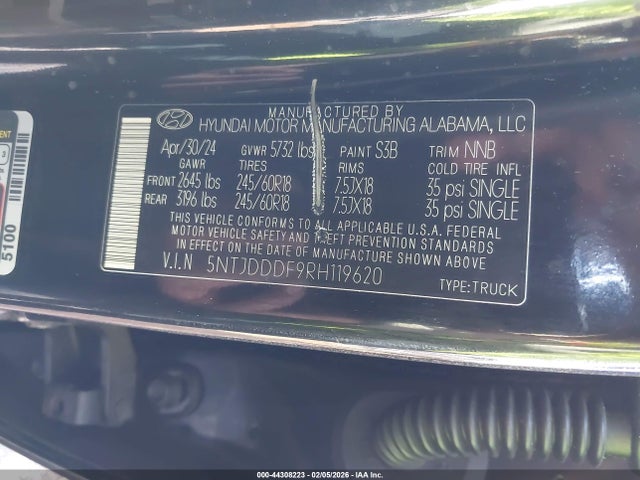 MANUFACTURED BY
HYUNDAI MOTOR MANUFACTURING ALABAMA, LLC
Apr/30/24 GVWR 5732 lbs PAINT S3B TRIM NNB
GAWR TIRES RIMS COLD TIRE INFL
FRONT 2645 lbs 245/60R18 7.5JX18 35 psi SINGLE
REAR 3196 lbs 245/60R18 7.5JX18 35 psi SINGLE
THIS VEHICLE CONFORMS TO ALL APPLICABLE U.S.A. FEDERAL
MOTOR VEHICLE SAFETY AND THEFT PREVENTION STANDARDS
IN EFFECT ON THE DATE OF MANUFACTURE SHOWN ABOVE.
V.I.N 5NTJDDDF9RH119620
TYPE:TRUCK
5100
000-44308223 - 02/05/2026 - IAA Inc.